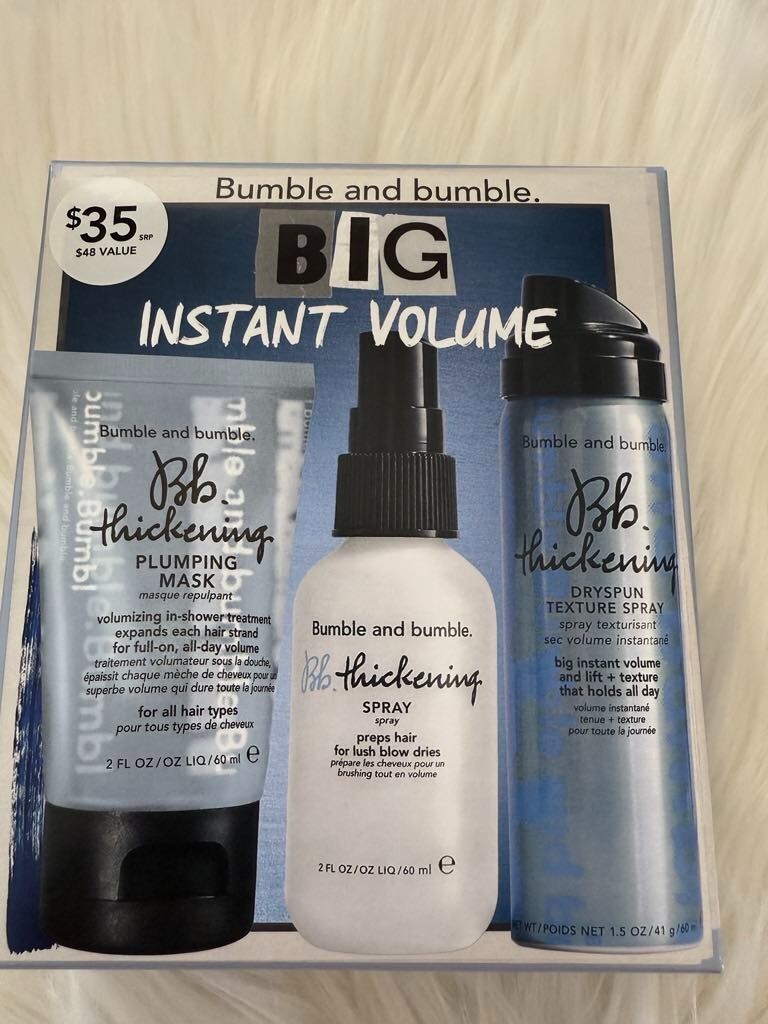 Bumble and bumble.
$35 SRP
$48 VALUE
BIG
INSTANT VOLUME
Bumble and bumble.
Bb.
thickening
PLUMPING
MASK
masque repulpant
volumizing in-shower treatment
expands each hair strand
for full-on, all-day volume
traitement volumateur sous la douche,
épaissit chaque mèche de cheveux pour un
superbe volume qui dure toute la journée
for all hair types
pour tous types de cheveux
2 FL OZ/OZ LIQ/60 ml e
Bumble and bumble.
Bb. thickening
SPRAY
spray
preps hair
for lush blow dries
prépare les cheveux pour un
brushing tout en volume
2 FL OZ/OZ LIQ/60 ml e
Bumble and bumble.
Bb.
thickening
DRYSPUN
TEXTURE SPRAY
spray texturisant
sec volume instantané
big instant volume
and lift + texture
that holds all day
volume instantané
tenue + texture
pour toute la journée
WT/POIDS NET 1.5 OZ/41 g/60